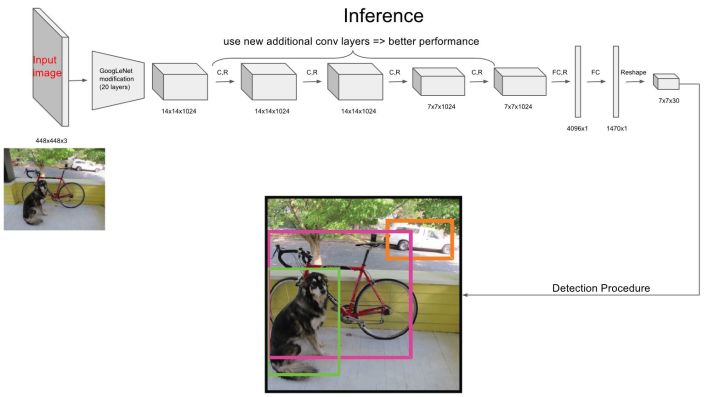 Inference
use new additional conv layers => better performance
Input
image
GoogLeNet
modification
(20 layers)
C,R
C,R
C,R
C,R
FC,R
FC
Reshape
14x14x1024
14x14x1024
14x14x1024
7x7x1024
7x7x1024
4096x1
1470x1
7x7x30
448x448x3
Detection Procedure